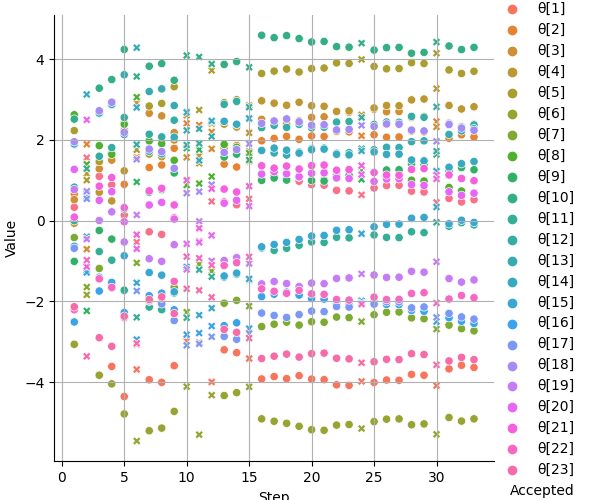 4
2
0
−2
−4
Value
0
5
10
15
20
25
30
Step
θ[1]
θ[2]
θ[3]
θ[4]
θ[5]
θ[6]
θ[7]
θ[8]
θ[9]
θ[10]
θ[11]
θ[12]
θ[13]
θ[14]
θ[15]
θ[16]
θ[17]
θ[18]
θ[19]
θ[20]
θ[21]
θ[22]
θ[23]
Accepted